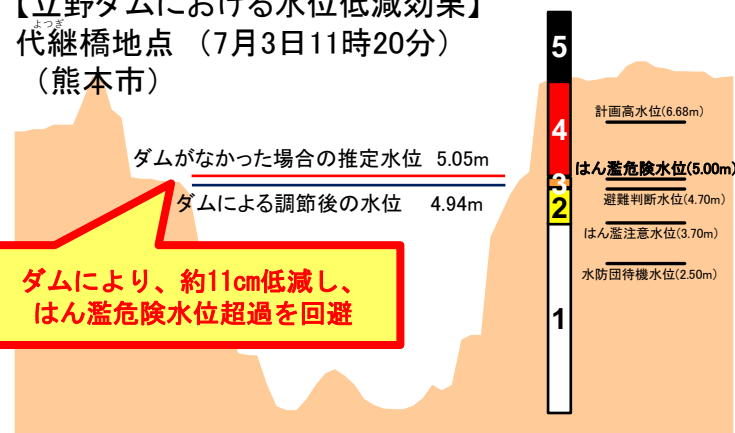 【立野ダムにおける水位低減効果】
よつぎ
代継橋地点 （7月3日11時20分）
（熊本市）
5
4
3
2
1
計画高水位(6.68m)
はん濫危険水位(5.00m)
避難判断水位(4.70m)
はん濫注意水位(3.70m)
水防団待機水位(2.50m)
ダムがなかった場合の推定水位 5.05m
ダムによる調節後の水位 4.94m
ダムにより、約11㎝低減し、
はん濫危険水位超過を回避